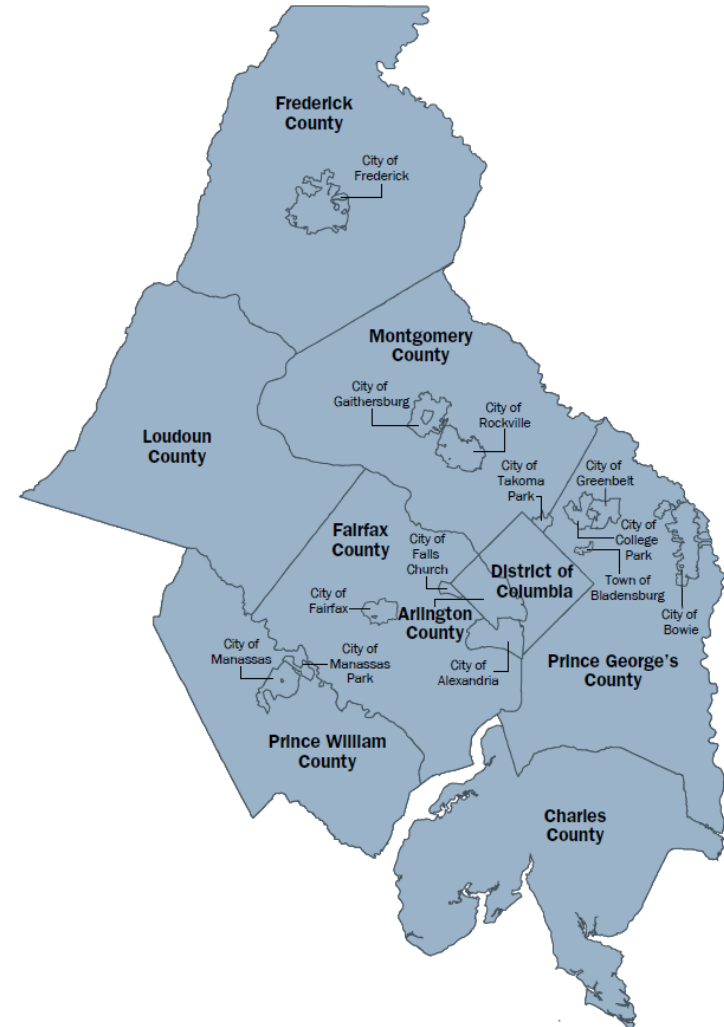 Frederick
County
City of
Frederick
Montgomery
County
City of
Gaithersburg
City of
Rockville
Loudoun
County
City of
Takoma
Park
City of
Greenbelt
Fairfax
County
City of
Falls
Church
City of
College
Park
District of
Columbia
Town of
Bladensburg
City of
Fairfax
Arlington
County
City of
Bowie
City of
Manassas
City of
Manassas
Park
City of
Alexandria
Prince George's
County
Prince William
County
Charles
County